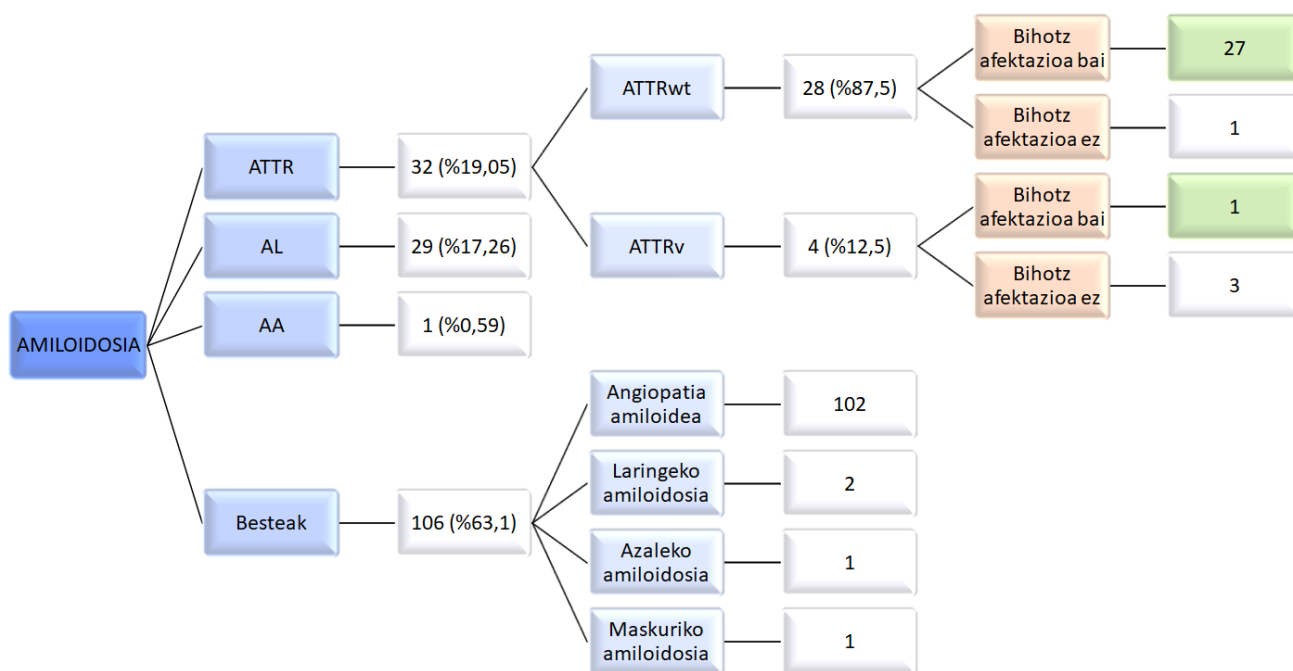 AMILOIDOSIA
ATTR
32 (%19,05)
ATTRwt
28 (%87,5)
Bihotz
afektazioa bai
27
Bihotz
afektazioa ez
1
ATTRv
4 (%12,5)
Bihotz
afektazioa bai
1
Bihotz
afektazioa ez
3
AL
29 (%17,26)
AA
1 (%0,59)
Besteak
106 (%63,1)
Angiopatia
amiloidea
102
Laringeko
amiloidosia
2
Azaleko
amiloidosia
1
Maskuriko
amiloidosia
1